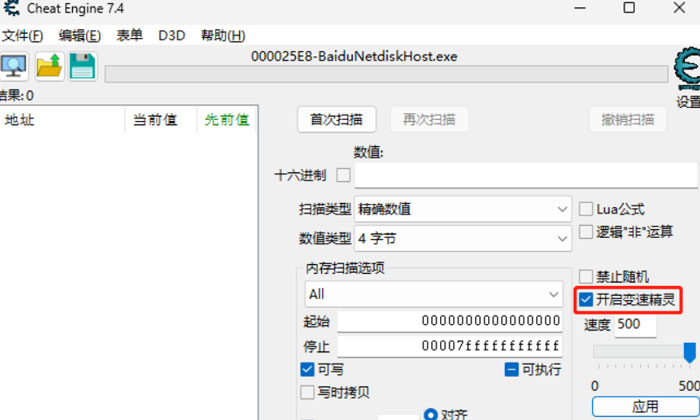 Cheat Engine 7.4
文件(F) 编辑(E) 表单 D3D 帮助(H)
000025E8-BaiduNetdiskHost.exe
结果: 0
设置
地址 当前值 先前值
首次扫描 再次扫描 撤销扫描
数值:
十六进制
扫描类型 精确数值 Lua公式
数值类型 4 字节 逻辑"非"运算
内存扫描选项
禁止随机
All
开启变速精灵
起始 0000000000000000
速度 500
停止 00007fffffffffff
可写 可执行
写时拷贝
0 500
对齐
应用